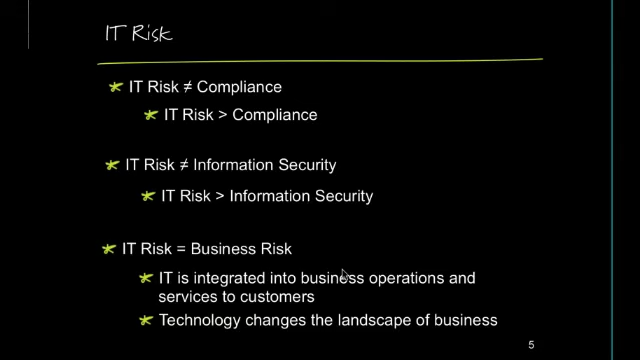 IT Risk
IT Risk ≠ Compliance
IT Risk > Compliance
IT Risk ≠ Information Security
IT Risk > Information Security
IT Risk = Business Risk
IT is integrated into business operations and
services to customers
Technology changes the landscape of business
5